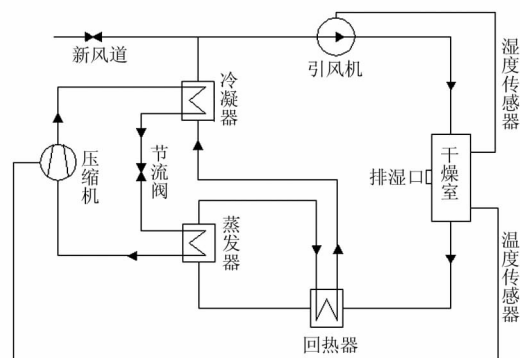 新风道
引风机
湿度传感器
冷凝器
压缩机
节流阀
排湿口
干燥室
蒸发器
温度传感器
回热器